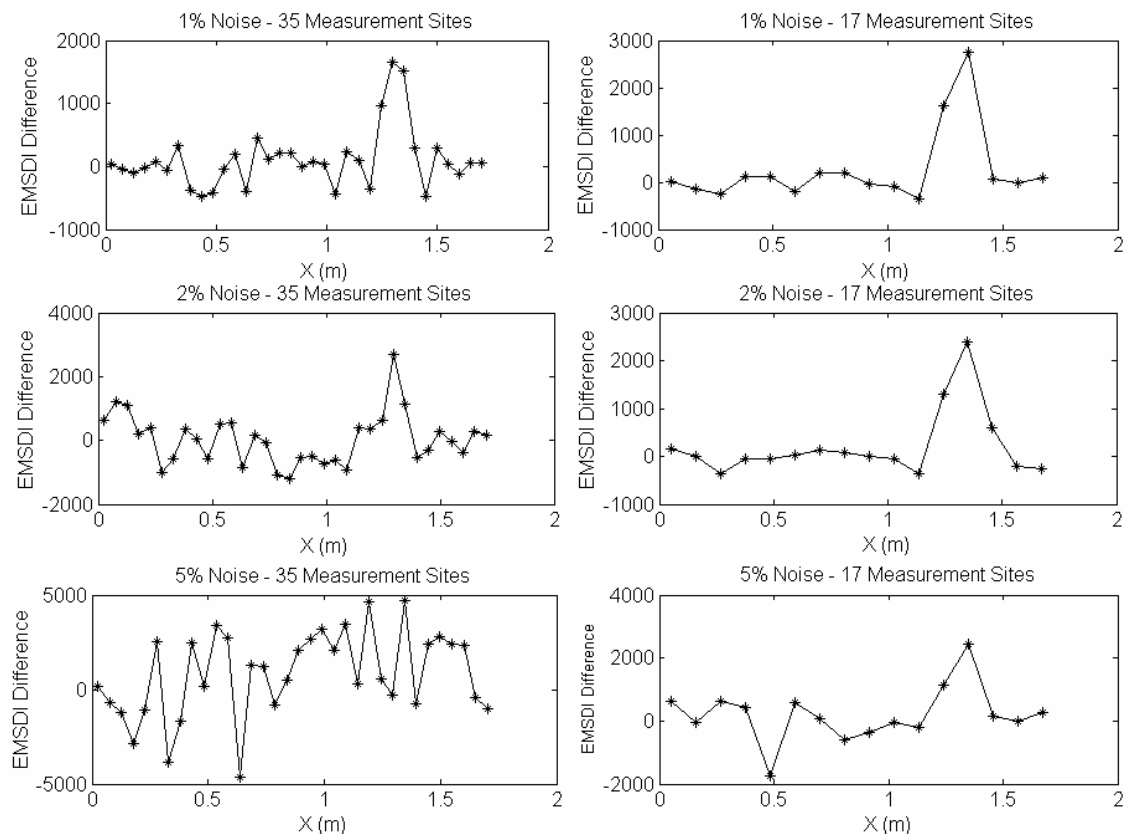 1% Noise - 35 Measurement Sites
2000
1000
0
-1000
EMSDI Difference
0 0.5 1 1.5 2
X (m)
1% Noise - 17 Measurement Sites
3000
2000
1000
0
-1000
EMSDI Difference
0 0.5 1 1.5 2
X (m)
2% Noise - 35 Measurement Sites
4000
2000
0
-2000
EMSDI Difference
0 0.5 1 1.5 2
X (m)
2% Noise - 17 Measurement Sites
3000
2000
1000
0
-1000
EMSDI Difference
0 0.5 1 1.5 2
X (m)
5% Noise - 35 Measurement Sites
5000
0
-5000
EMSDI Difference
0 0.5 1 1.5 2
X (m)
5% Noise - 17 Measurement Sites
4000
2000
0
-2000
EMSDI Difference
0 0.5 1 1.5 2
X (m)